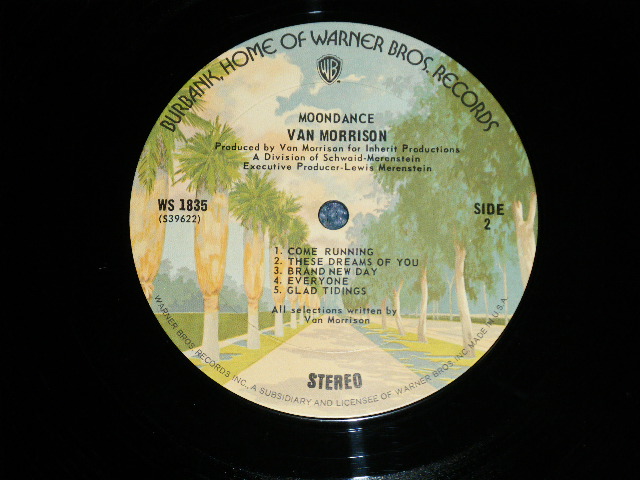 BURBANK, HOME OF WARNER BROS. RECORDS
WB
MOONDANCE
VAN MORRISON
Produced by Van Morrison for Inherit Productions
A Division of Schwaid-Merenstein
Executive Producer-Lewis Merenstein
WS 1835
(S39622)
SIDE
2
1. COME RUNNING
2. THESE DREAMS OF YOU
3. BRAND NEW DAY
4. EVERYONE
5. GLAD TIDINGS
All selections written by
Van Morrison
STEREO
WARNER BROS. RECORDS INC., A SUBSIDIARY AND LICENSEE OF WARNER BROS. INC. MADE IN U.S.A.